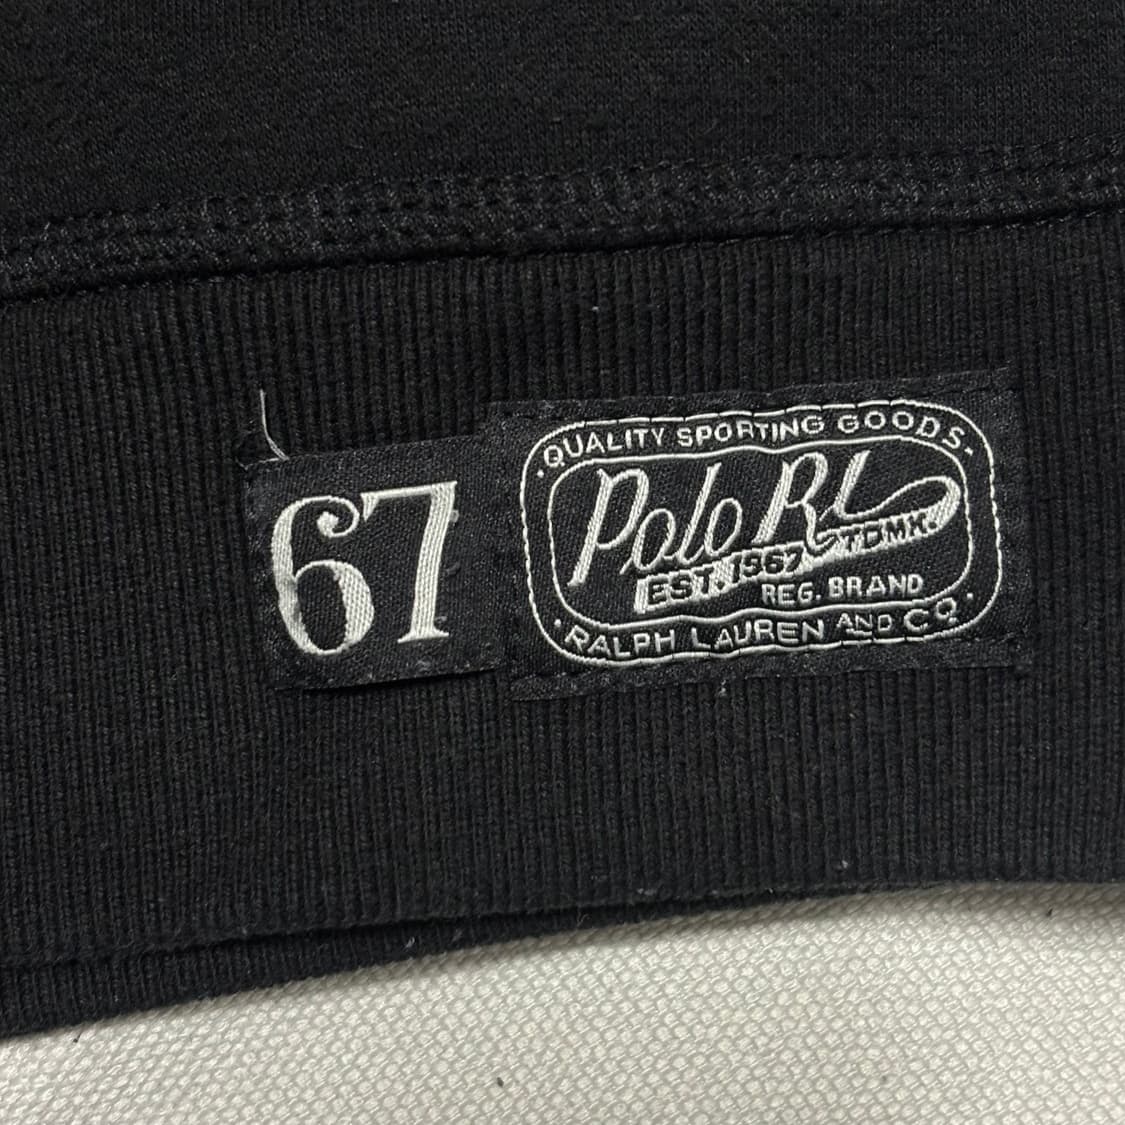 67
·QUALITY SPORTING GOODS·
Polo RL
TDMK.
EST. 1967
REG. BRAND
·RALPH LAUREN AND CO·